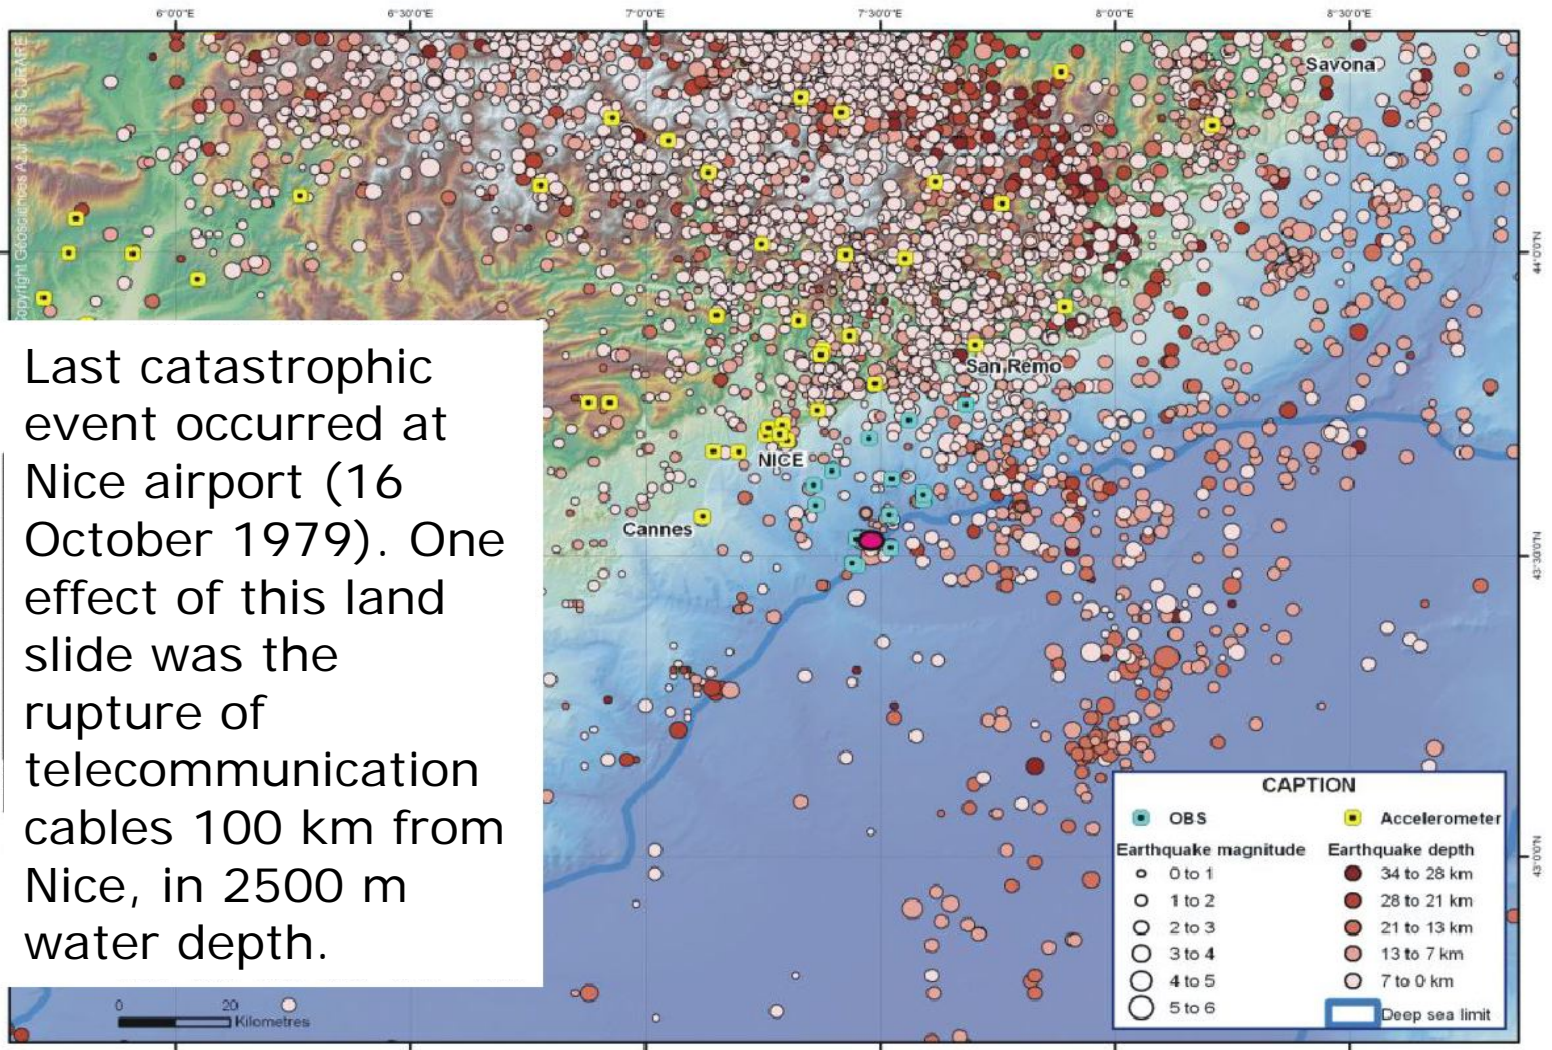 6°0'0"E
6°30'0"E
7°0'0"E
7°30'0"E
8°0'0"E
8°30'0"E
Copyright Géosciences Azur - GIS CURARE
Savona
44°0'0"N
Last catastrophic
event occurred at
Nice airport (16
October 1979). One
effect of this land
slide was the
rupture of
telecommunication
cables 100 km from
Nice, in 2500 m
water depth.
San Remo
NICE
Cannes
43°30'0"N
43°0'0"N
CAPTION
OBS
Accelerometer
Earthquake magnitude
Earthquake depth
0 to 1
34 to 28 km
1 to 2
28 to 21 km
2 to 3
21 to 13 km
3 to 4
13 to 7 km
4 to 5
7 to 0 km
5 to 6
Deep sea limit
0
20
Kilometres